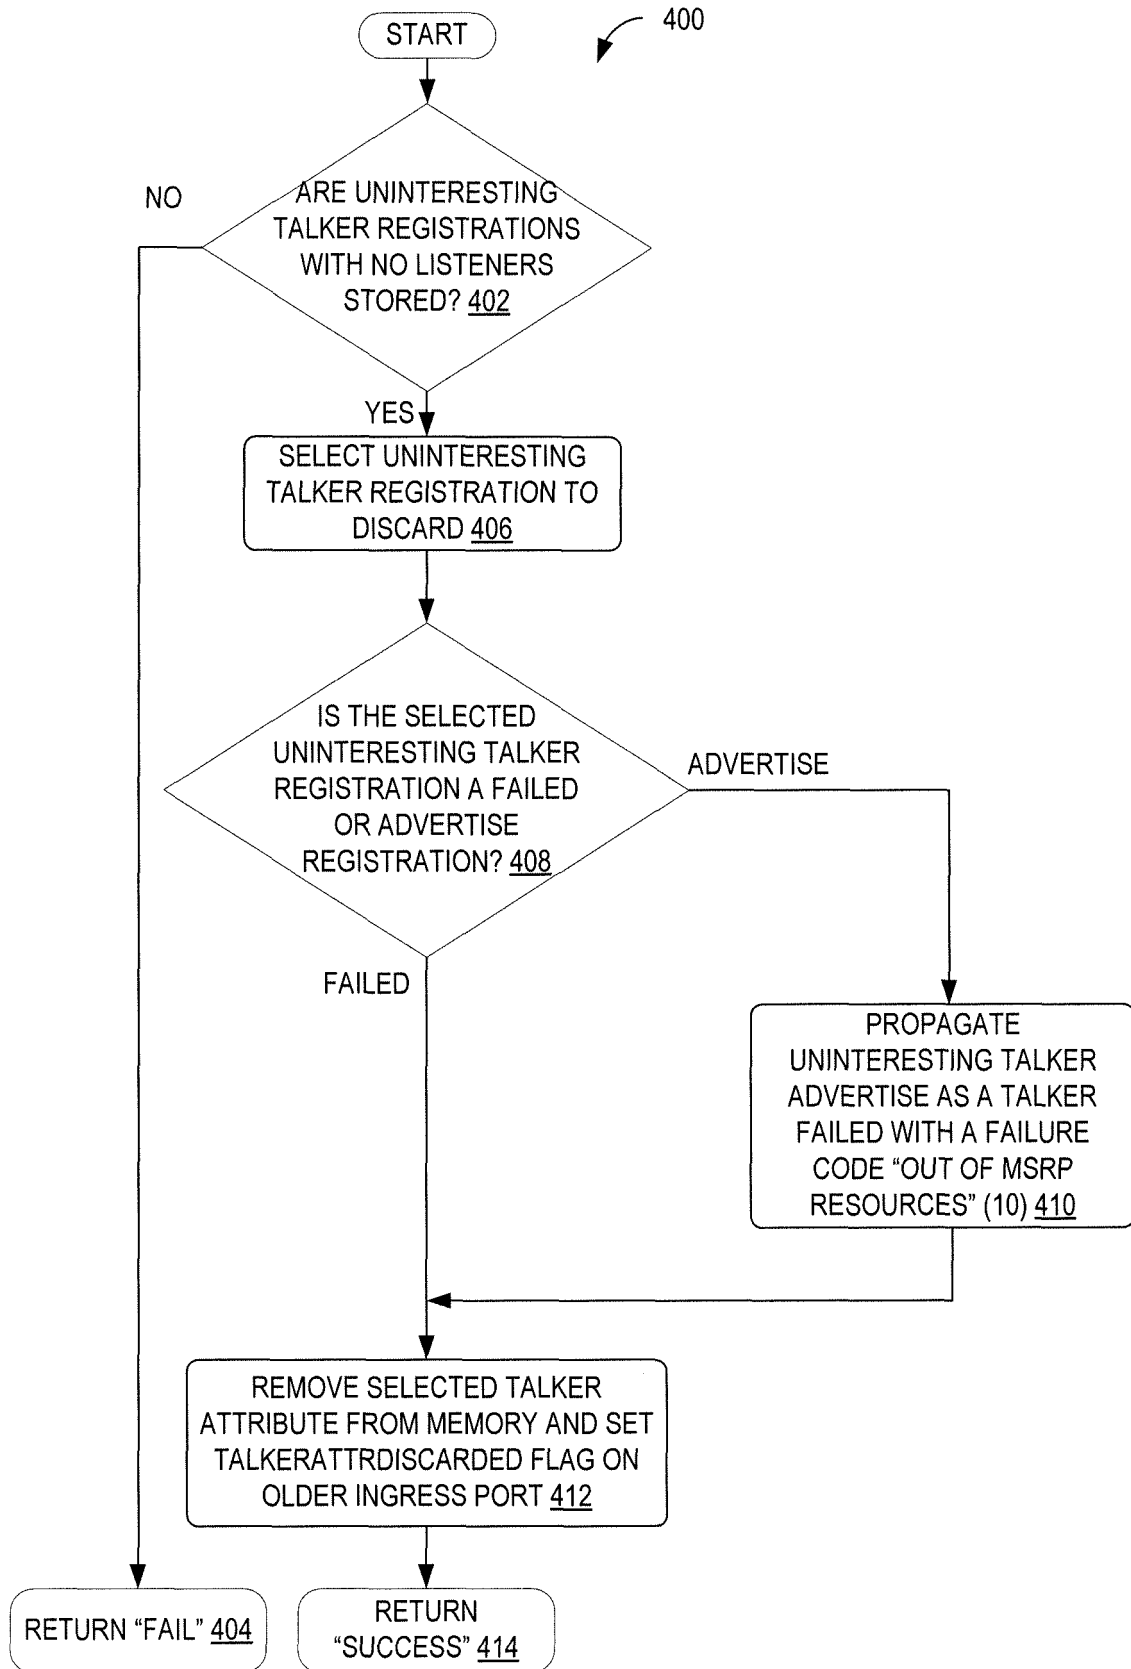 START
400
NO
ARE UNINTERESTING
TALKER REGISTRATIONS
WITH NO LISTENERS
STORED? 402
YES
SELECT UNINTERESTING
TALKER REGISTRATION TO
DISCARD 406
IS THE SELECTED
UNINTERESTING TALKER
REGISTRATION A FAILED
OR ADVERTISE
REGISTRATION? 408
ADVERTISE
FAILED
PROPAGATE
UNINTERESTING TALKER
ADVERTISE AS A TALKER
FAILED WITH A FAILURE
CODE “OUT OF MSRP
RESOURCES” (10) 410
REMOVE SELECTED TALKER
ATTRIBUTE FROM MEMORY AND SET
TALKERATTRDISCARDED FLAG ON
OLDER INGRESS PORT 412
RETURN “FAIL” 404
RETURN
“SUCCESS” 414